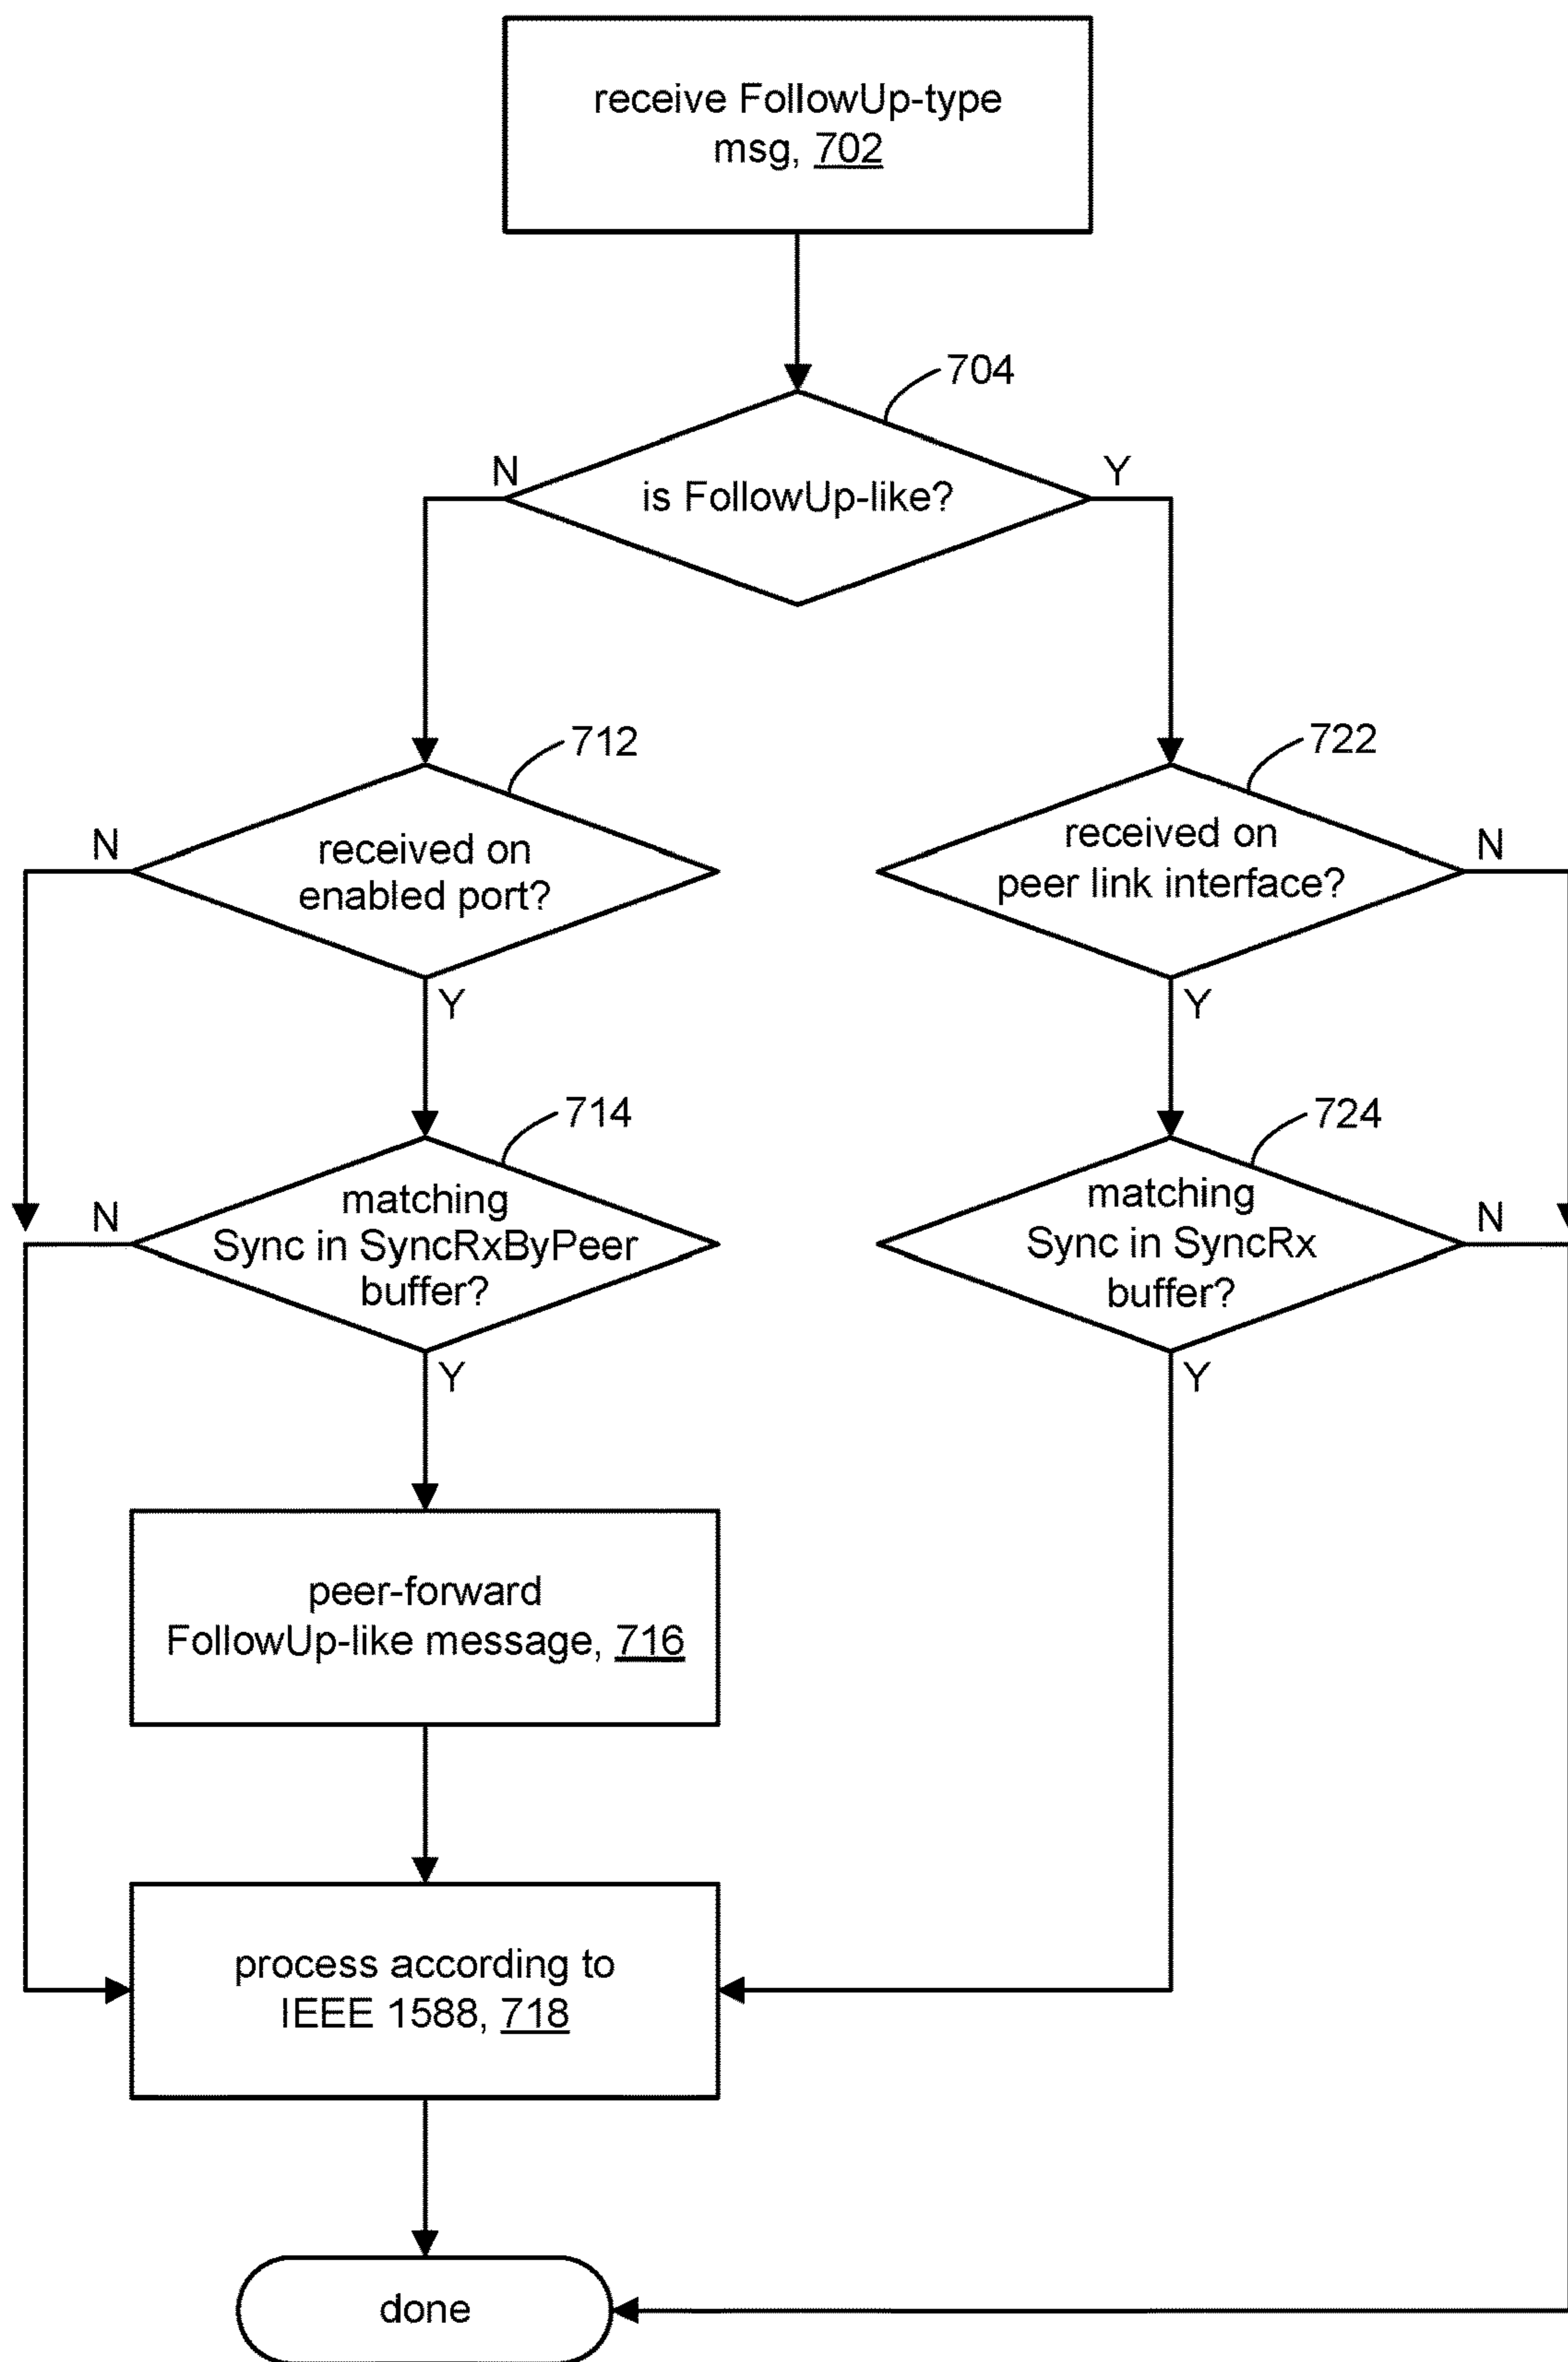 receive FollowUp-type
msg, 702
704
N
Y
is FollowUp-like?
712
722
N
received on
enabled port?
received on
peer link interface?
N
Y
Y
714
724
N
matching
Sync in SyncRxByPeer
buffer?
matching
Sync in SyncRx
buffer?
N
Y
Y
peer-forward
FollowUp-like message, 716
process according to
IEEE 1588, 718
done